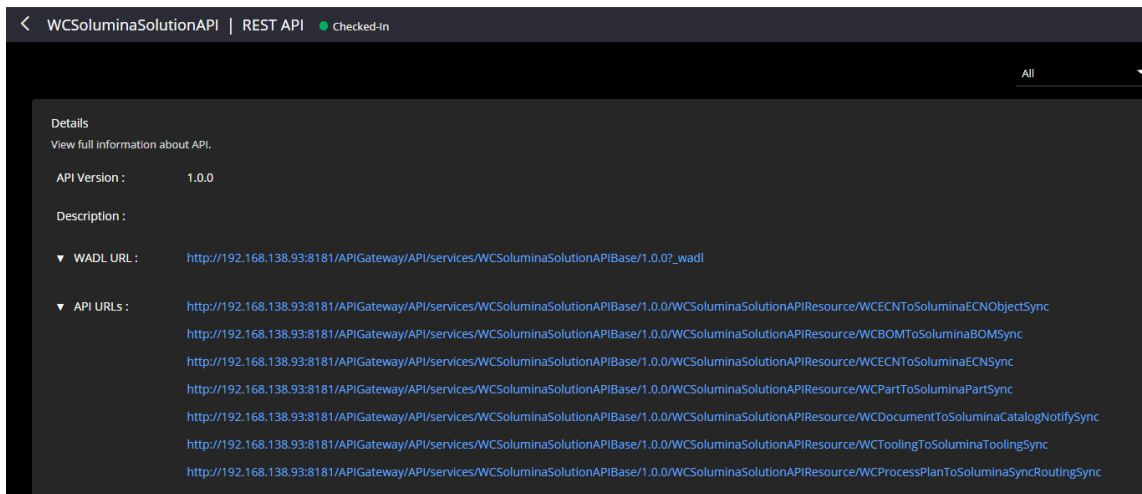 WCSoluminaSolutionAPI | REST API Checked-In
All
Details
View full information about API.
API Version : 1.0.0
Description :
▼ WADL URL : http://192.168.138.93:8181/APIGateway/API/services/WCSoluminaSolutionAPIBase/1.0.0?_wadl
▼ API URLs : http://192.168.138.93:8181/APIGateway/API/services/WCSoluminaSolutionAPIBase/1.0.0/WCSoluminaSolutionAPIResource/WCECNToSoluminaECNObjectSync
http://192.168.138.93:8181/APIGateway/API/services/WCSoluminaSolutionAPIBase/1.0.0/WCSoluminaSolutionAPIResource/WCBOMToSoluminaBOMSync
http://192.168.138.93:8181/APIGateway/API/services/WCSoluminaSolutionAPIBase/1.0.0/WCSoluminaSolutionAPIResource/WCECNToSoluminaECNSync
http://192.168.138.93:8181/APIGateway/API/services/WCSoluminaSolutionAPIBase/1.0.0/WCSoluminaSolutionAPIResource/WCPartToSoluminaPartSync
http://192.168.138.93:8181/APIGateway/API/services/WCSoluminaSolutionAPIBase/1.0.0/WCSoluminaSolutionAPIResource/WCDocumentToSoluminaCatalogNotifySync
http://192.168.138.93:8181/APIGateway/API/services/WCSoluminaSolutionAPIBase/1.0.0/WCSoluminaSolutionAPIResource/WCToolingToSoluminaToolingSync
http://192.168.138.93:8181/APIGateway/API/services/WCSoluminaSolutionAPIBase/1.0.0/WCSoluminaSolutionAPIResource/WCProcessPlanToSoluminaSyncRoutingSync